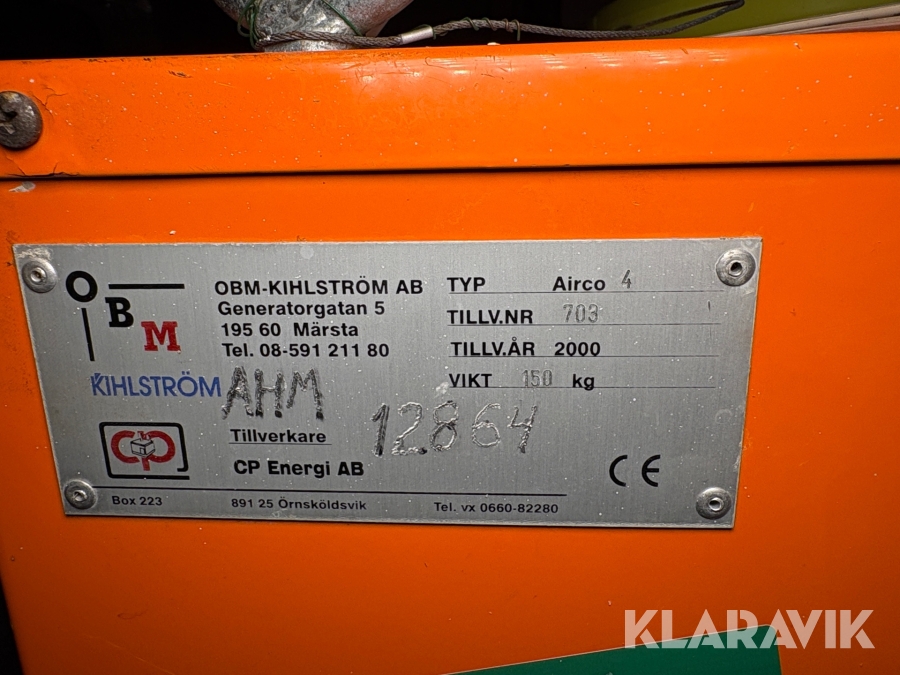 OBM
KIHLSTRÖM
OBM-KIHLSTRÖM AB
Generatorgatan 5
195 60 Märsta
Tel. 08-591 211 80
AHM
12864
Tillverkare
CP Energi AB
TYP Airco 4
TILLV.NR 703
TILLV.ÅR 2000
VIKT 150 kg
CP
CE
Box 223 891 25 Örnsköldsvik Tel. vx 0660-82280
KLARAVIK